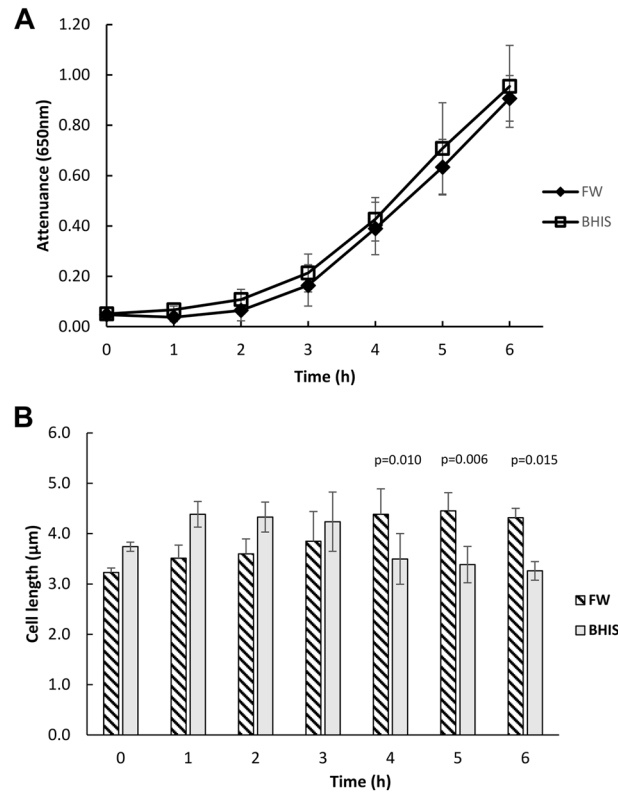 A
1.20
1.00
0.80
0.60
0.40
0.20
0.00
Attenuance (650nm)
0 1 2 3 4 5 6
Time (h)
FW
BHIS
B
6.0
5.0
4.0
3.0
2.0
1.0
0.0
Cell length (μm)
p=0.010 p=0.006 p=0.015
0 1 2 3 4 5 6
Time (h)
FW
BHIS